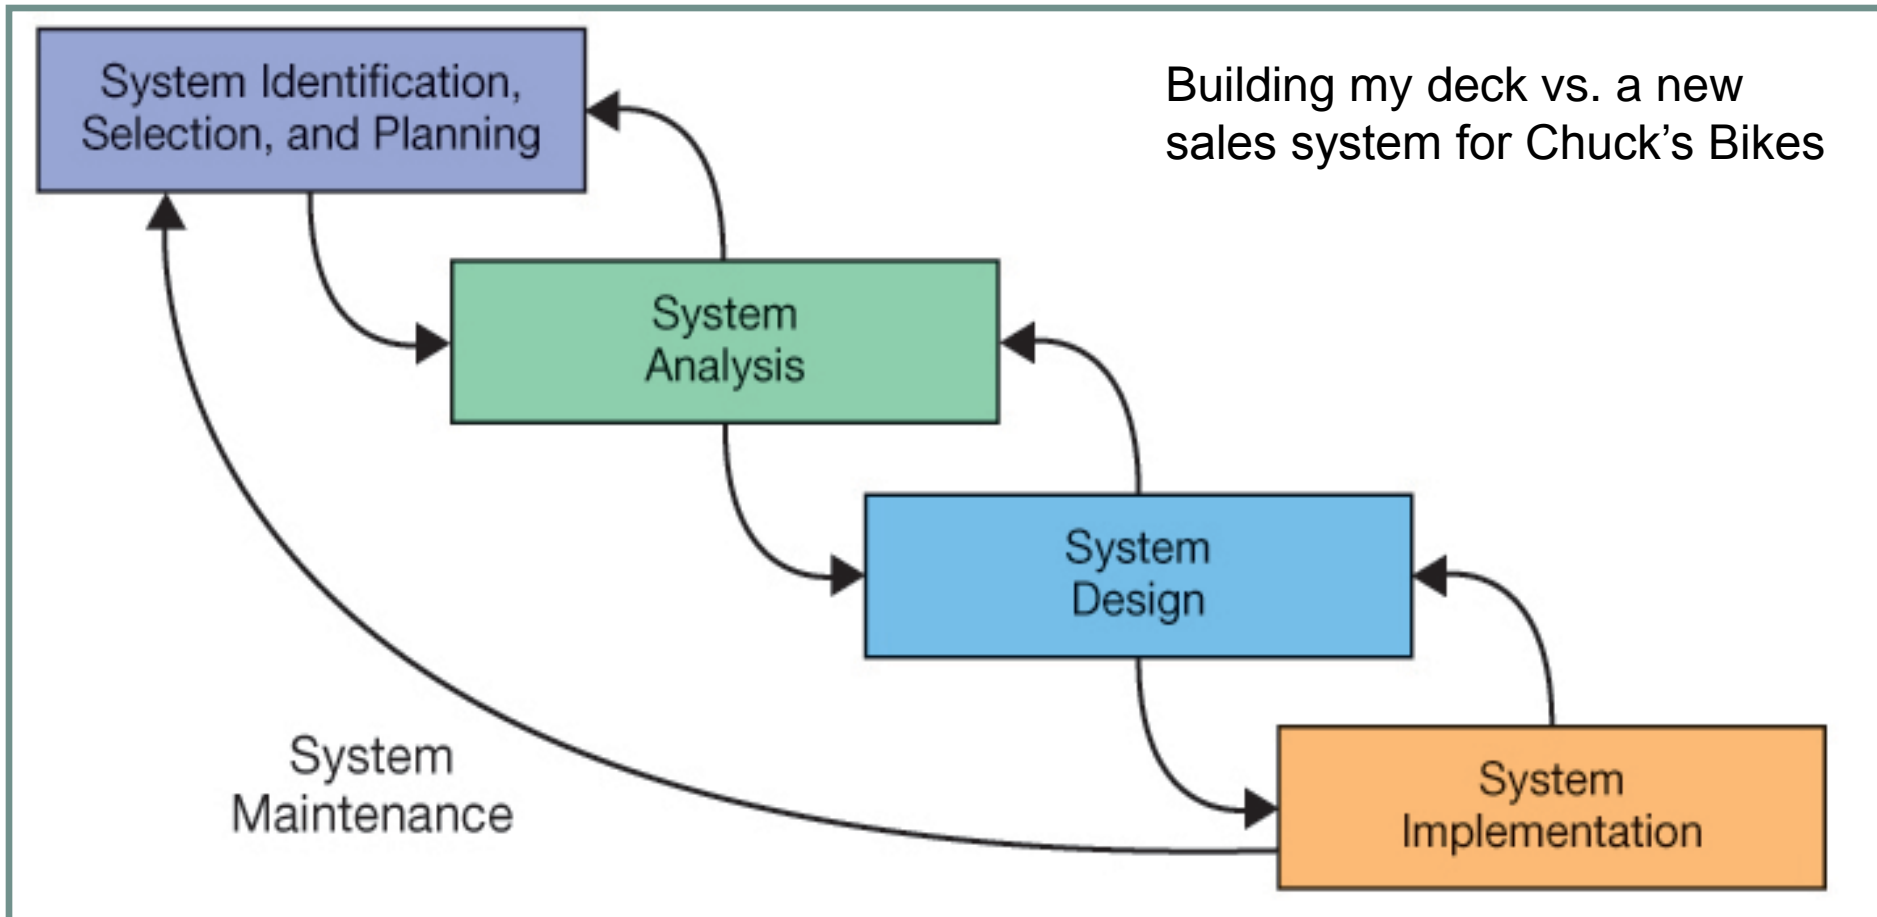 System Identification,
Selection, and Planning
Building my deck vs. a new
sales system for Chuck’s Bikes
System
Analysis
System
Design
System
Maintenance
System
Implementation